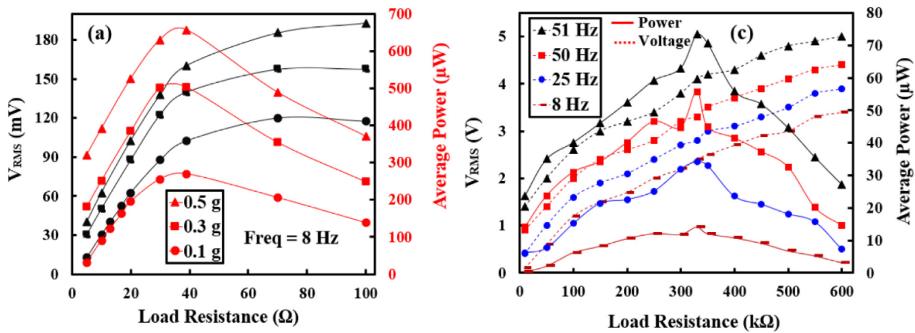 (a)
V_RMS (mV)
180
150
120
90
60
30
0
700
600
500
400
300
200
100
0
Average Power (µW)
0.5 g
0.3 g
0.1 g
Freq = 8 Hz
0 20 40 60 80 100
Load Resistance (Ω)
(c)
V_RMS (V)
5
4
3
2
1
0
80
70
60
50
40
30
20
10
0
Average Power (µW)
51 Hz
50 Hz
25 Hz
8 Hz
Power
Voltage
0 100 200 300 400 500 600
Load Resistance (kΩ)